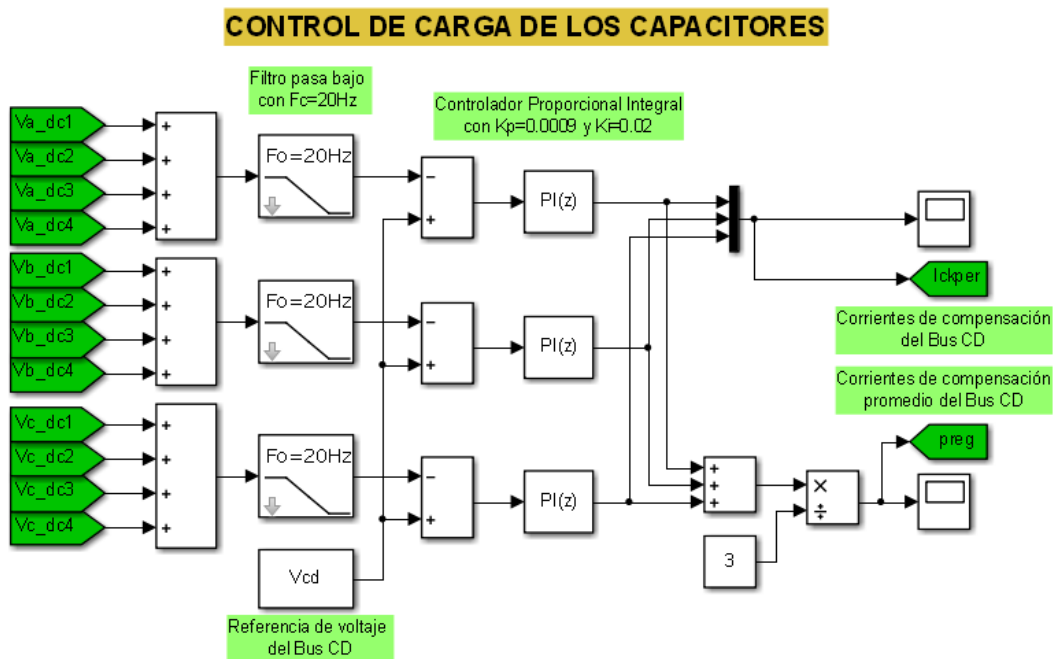 CONTROL DE CARGA DE LOS CAPACITORES
Filtro pasa bajo
con Fc=20Hz
Controlador Proporcional Integral
con Kp=0.0009 y Ki=0.02
Va_dc1
Va_dc2
Va_dc3
Va_dc4
+
+
+
+
Fo=20Hz
−
+
PI(z)
Vb_dc1
Vb_dc2
Vb_dc3
Vb_dc4
+
+
+
+
Fo=20Hz
−
+
PI(z)
Ickper
Corrientes de compensación
del Bus CD
Corrientes de compensación
promedio del Bus CD
Vc_dc1
Vc_dc2
Vc_dc3
Vc_dc4
+
+
+
+
Fo=20Hz
−
+
PI(z)
+
+
+
×
÷
preg
3
Vcd
Referencia de voltaje
del Bus CD